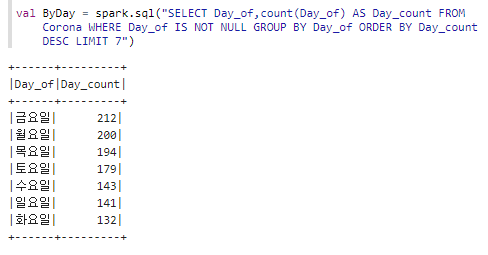 val ByDay = spark.sql("SELECT Day_of,count(Day_of) AS Day_count FROM
Corona WHERE Day_of IS NOT NULL GROUP BY Day_of ORDER BY Day_count
DESC LIMIT 7")
+------+---------+
|Day_of|Day_count|
+------+---------+
|금요일|      212|
|월요일|      200|
|목요일|      194|
|토요일|      179|
|수요일|      143|
|일요일|      141|
|화요일|      132|
+------+---------+